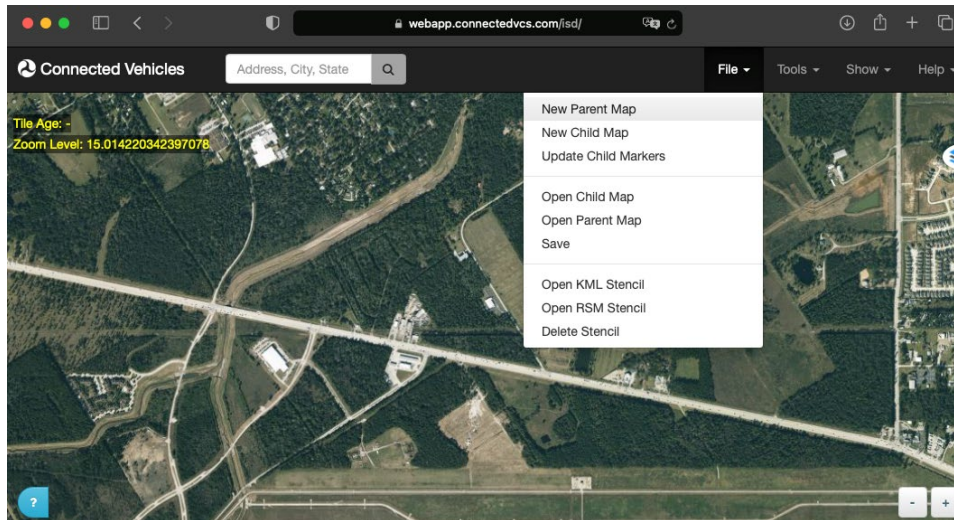 webapp.connectedvcs.com/isd/
Connected Vehicles
Address, City, State
File
Tools
Show
Help
Tile Age: -
Zoom Level: 15.014220342397078
New Parent Map
New Child Map
Update Child Markers
Open Child Map
Open Parent Map
Save
Open KML Stencil
Open RSM Stencil
Delete Stencil
?
- +